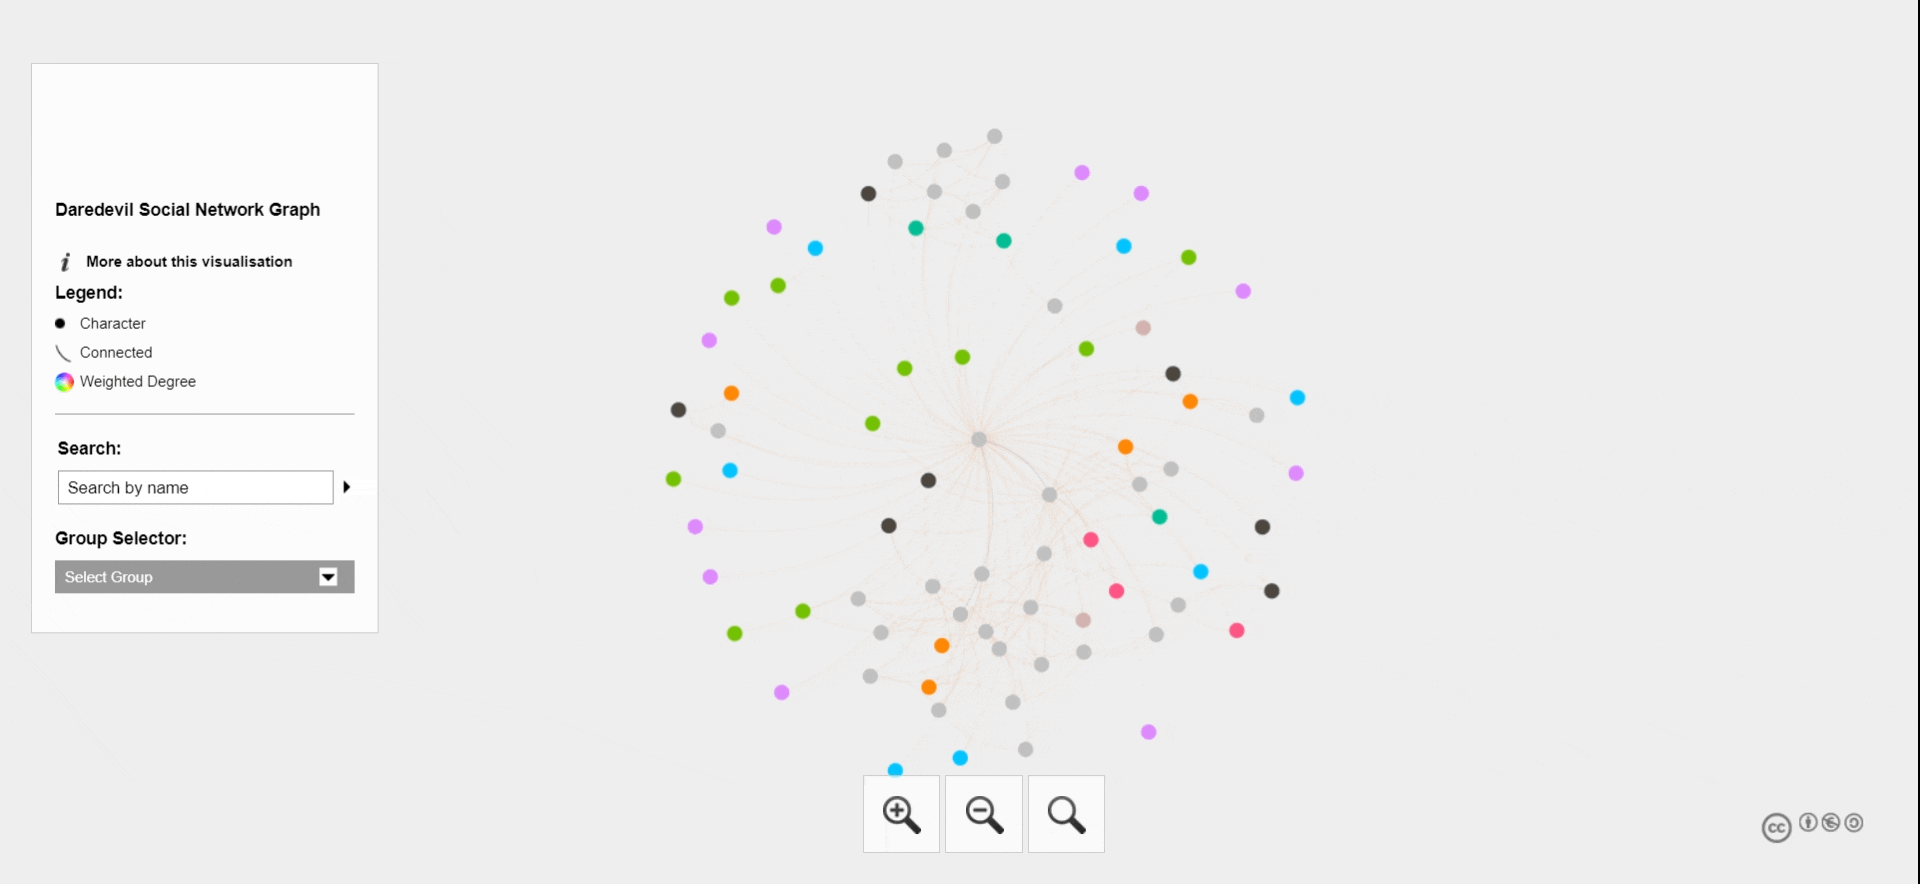 Daredevil Social Network Graph
More about this visualisation
Legend:
Character
Connected
Weighted Degree
Search:
Search by name
Group Selector:
Select Group
cc